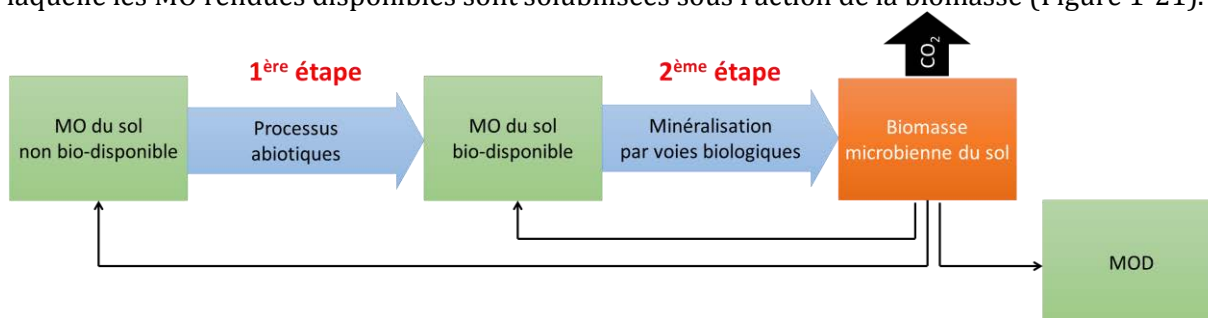 laquelle les MO rendues disponibles sont solubilisées sous l'action de la biomasse (Figure 1-21).
CO₂
1ère étape
2ème étape
MO du sol
non bio-disponible
Processus
abiotiques
MO du sol
bio-disponible
Minéralisation
par voies biologiques
Biomasse
microbienne du sol
MOD